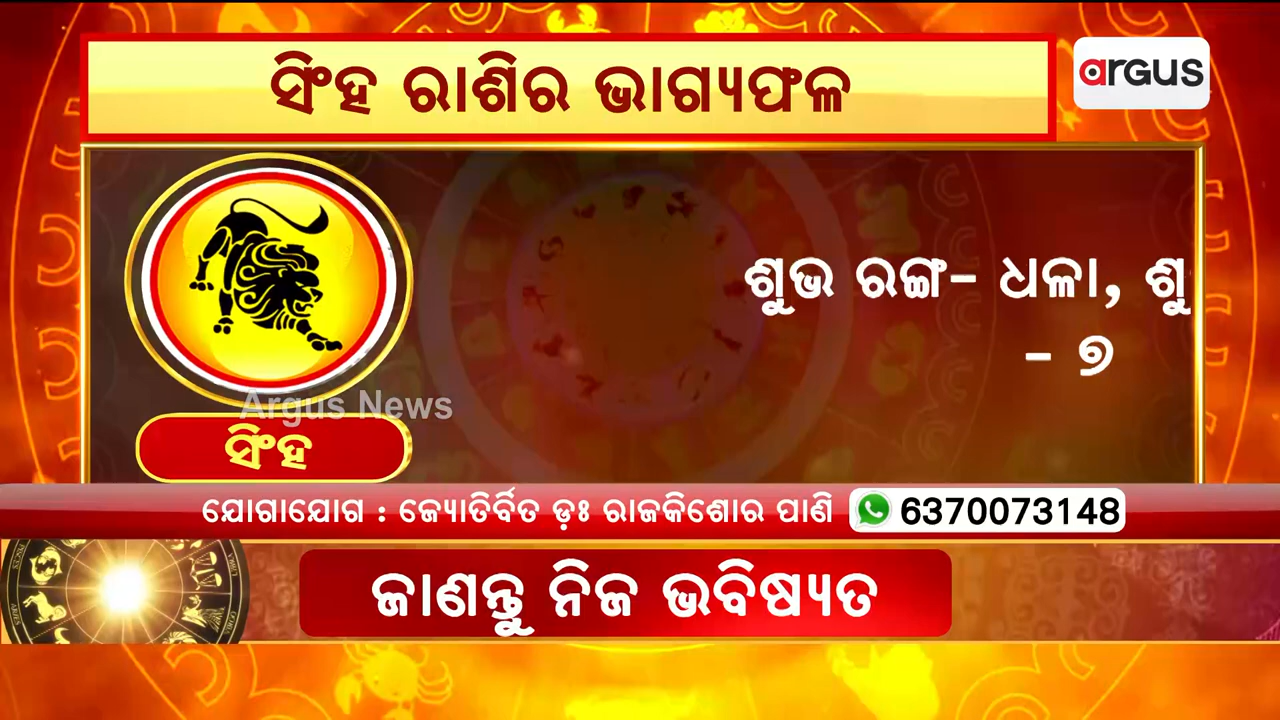 ସିଂହ ରାଶିର ଭାଗ୍ୟଫଳ
argus
ଶୁଭ ରଙ୍ଗ- ଧଳା, ଶୁ
- ୭
Argus News
ସିଂହ
ଯୋଗାଯୋଗ : ଜ୍ୟୋତିର୍ବିତ ଡ଼ଃ ରାଜକିଶୋର ପାଣି 6370073148
ଜାଣନ୍ତୁ ନିଜ ଭବିଷ୍ୟତ